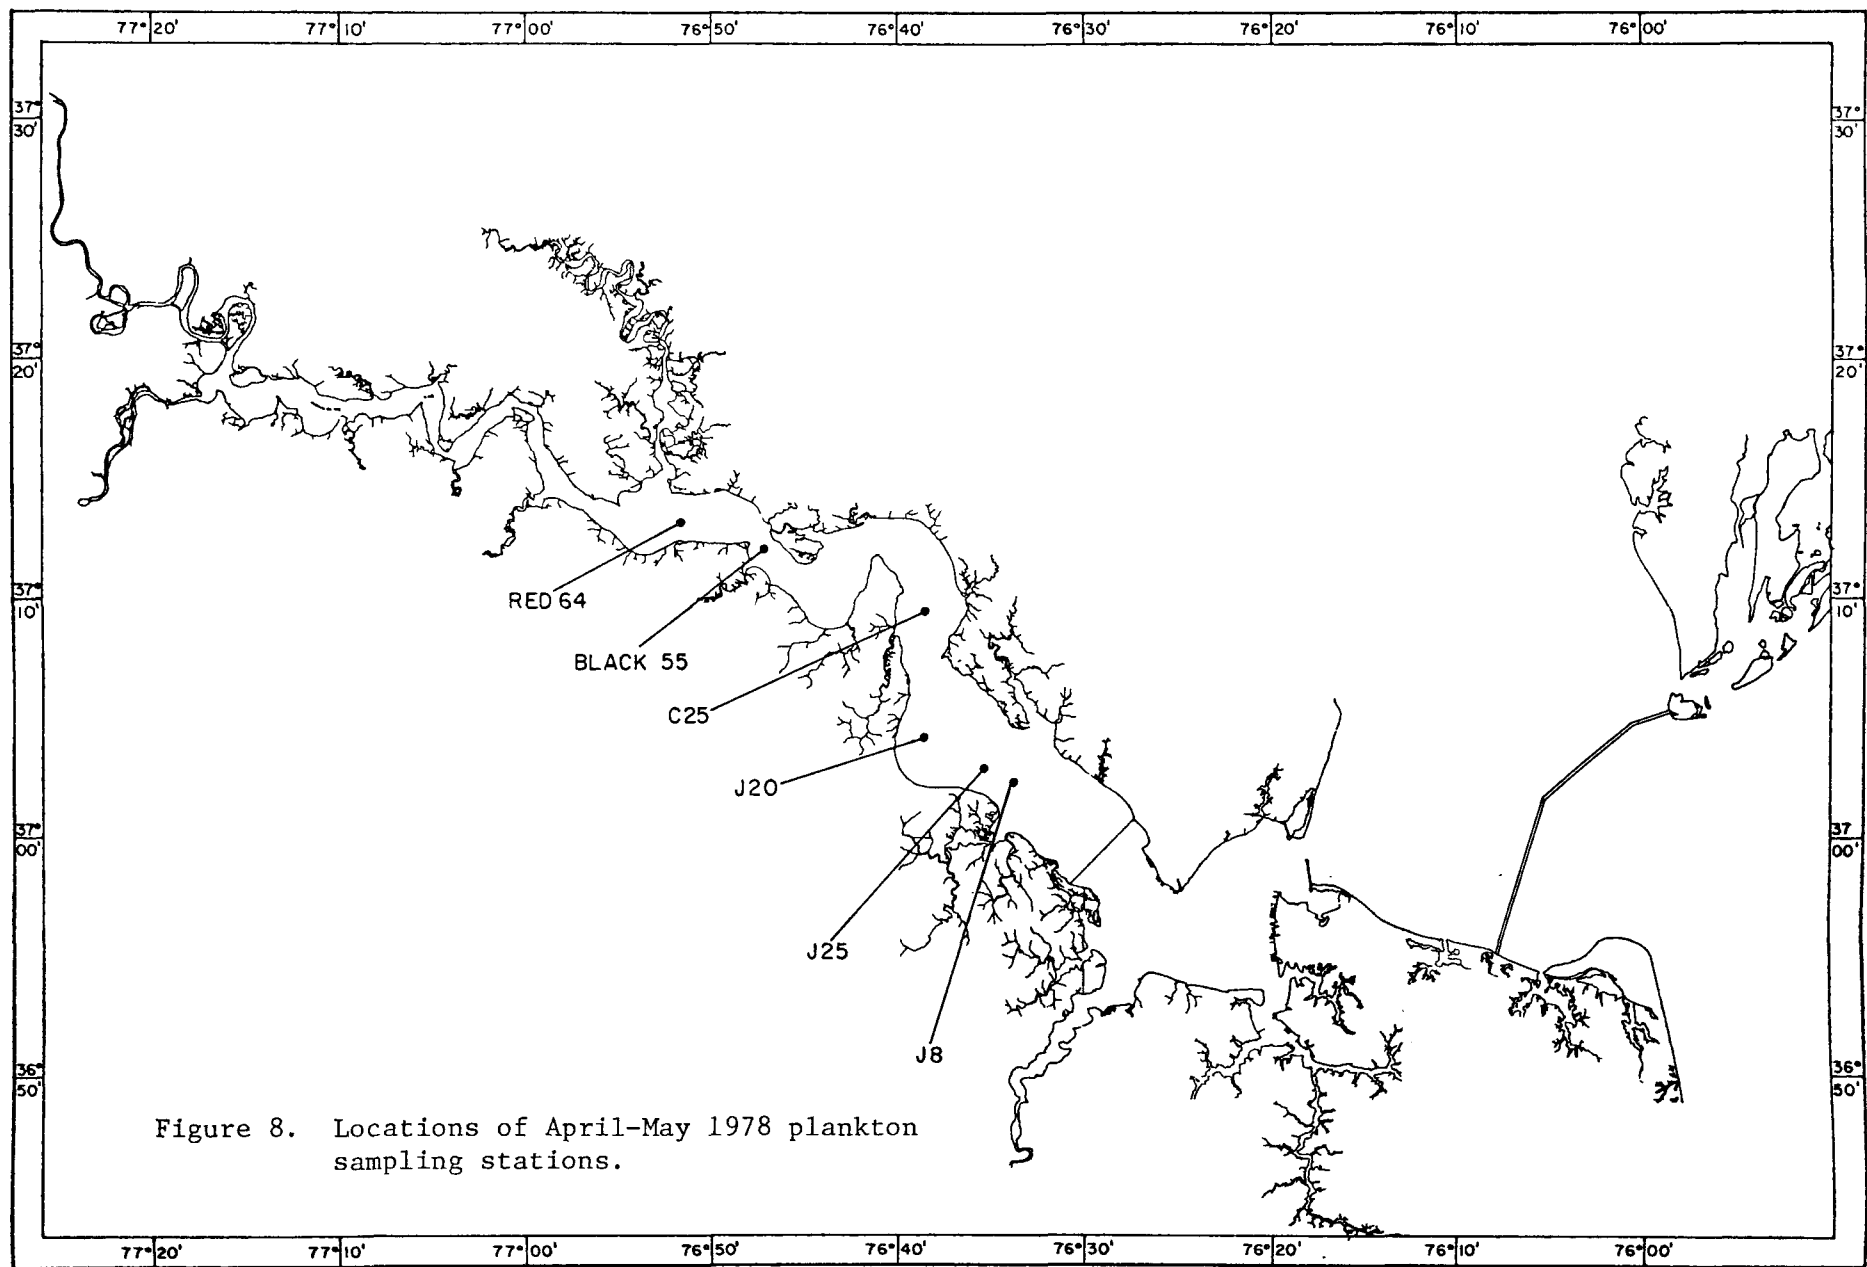 77°20' 77°10' 77°00' 76°50' 76°40' 76°30' 76°20' 76°10' 76°00'
37°
30'
37°
30'
37°
20'
37°
20'
37°
10'
37°
10'
RED 64
BLACK 55
C25
J20
37°
00'
37
00'
J25
J8
36°
50'
36°
50'
Figure 8. Locations of April-May 1978 plankton
sampling stations.
77°20' 77°10' 77°00' 76°50' 76°40' 76°30' 76°20' 76°10' 76°00'